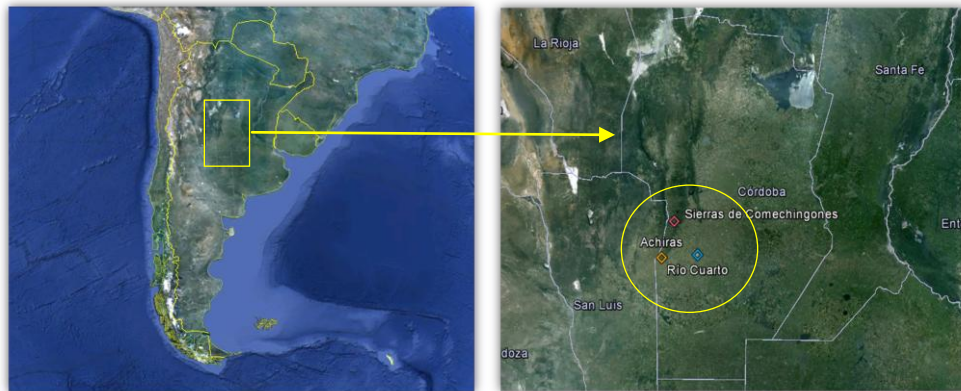 La Rioja
Santa Fe
Córdoba
Sierras de Comechingones
Achiras
Río Cuarto
San Luis
Ent
doza